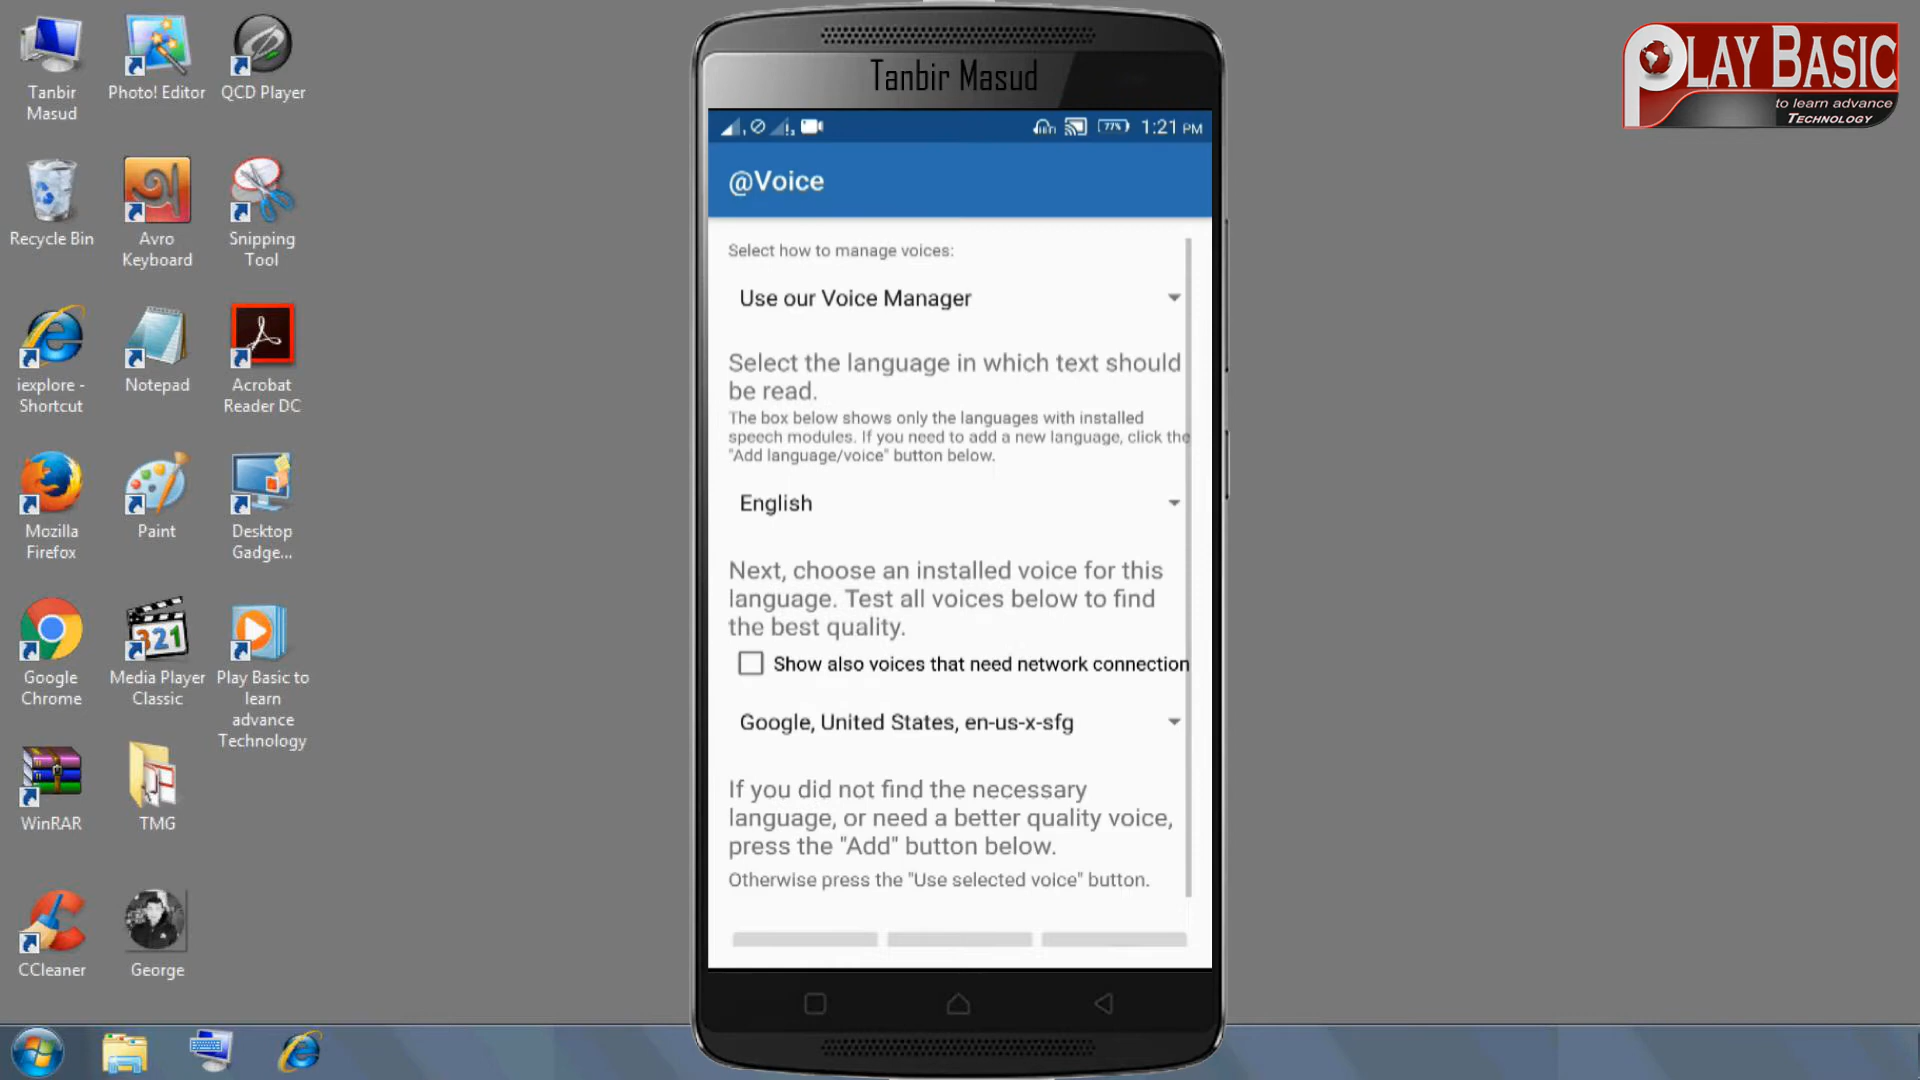 Tanbir
Masud
Photo! Editor
QCD Player
Recycle Bin
Avro
Keyboard
Snipping
Tool
iexplore -
Shortcut
Notepad
Acrobat
Reader DC
Mozilla
Firefox
Paint
Desktop
Gadge...
Google
Chrome
321
Media Player
Classic
Play Basic to
learn
advance
Technology
WinRAR
TMG
CCleaner
George
Tanbir Masud
77% 1:21 PM
@Voice
Select how to manage voices:
Use our Voice Manager
Select the language in which text should
be read.
The box below shows only the languages with installed
speech modules. If you need to add a new language, click the
"Add language/voice" button below.
English
Next, choose an installed voice for this
language. Test all voices below to find
the best quality.
Show also voices that need network connection
Google, United States, en-us-x-sfg
If you did not find the necessary
language, or need a better quality voice,
press the "Add" button below.
Otherwise press the "Use selected voice" button.
PLAY BASIC
to learn advance
TECHNOLOGY